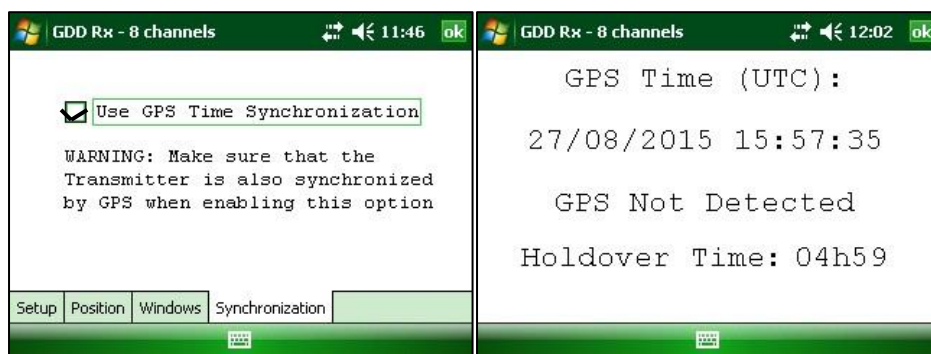 GDD Rx - 8 channels 11:46 ok
Use GPS Time Synchronization
WARNING: Make sure that the
Transmitter is also synchronized
by GPS when enabling this option
Setup Position Windows Synchronization
GDD Rx - 8 channels 12:02 ok
GPS Time (UTC):
27/08/2015 15:57:35
GPS Not Detected
Holdover Time: 04h59